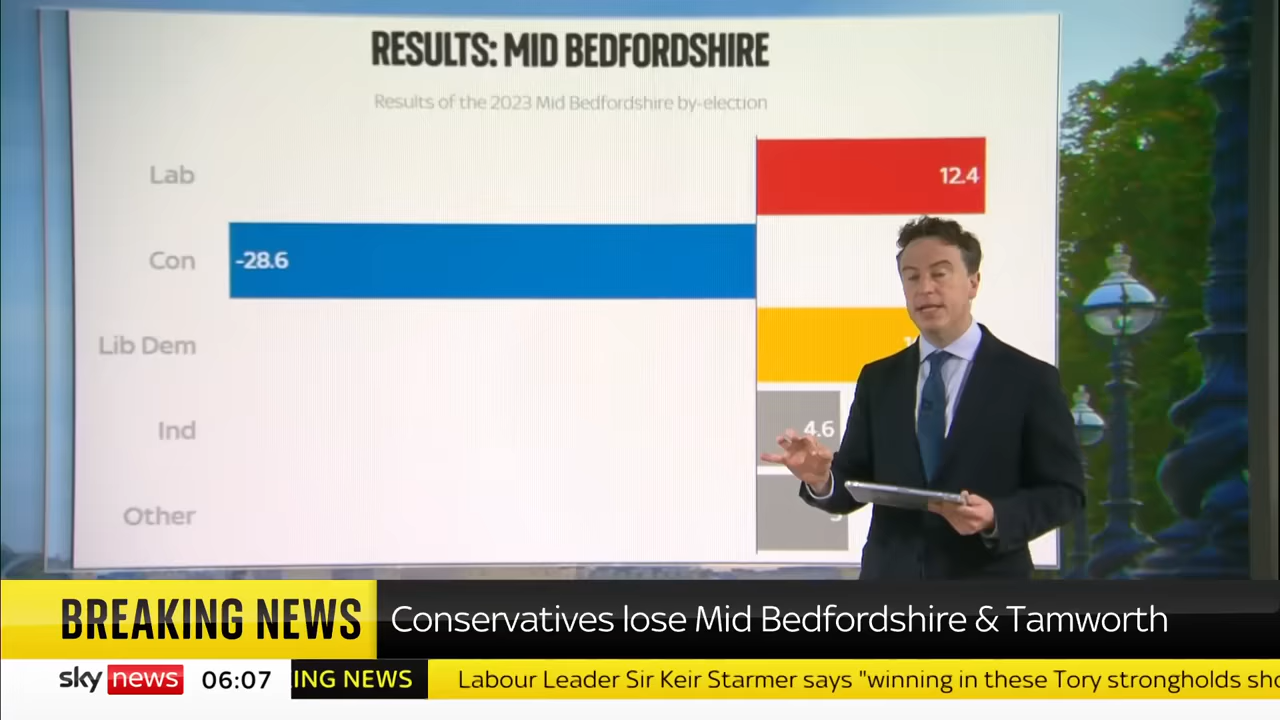 RESULTS: MID BEDFORDSHIRE
Results of the 2023 Mid Bedfordshire by-election
Lab
12.4
Con
-28.6
Lib Dem
Ind
4.6
Other
BREAKING NEWS
Conservatives lose Mid Bedfordshire & Tamworth
sky news
06:07
ING NEWS
Labour Leader Sir Keir Starmer says "winning in these Tory strongholds sho